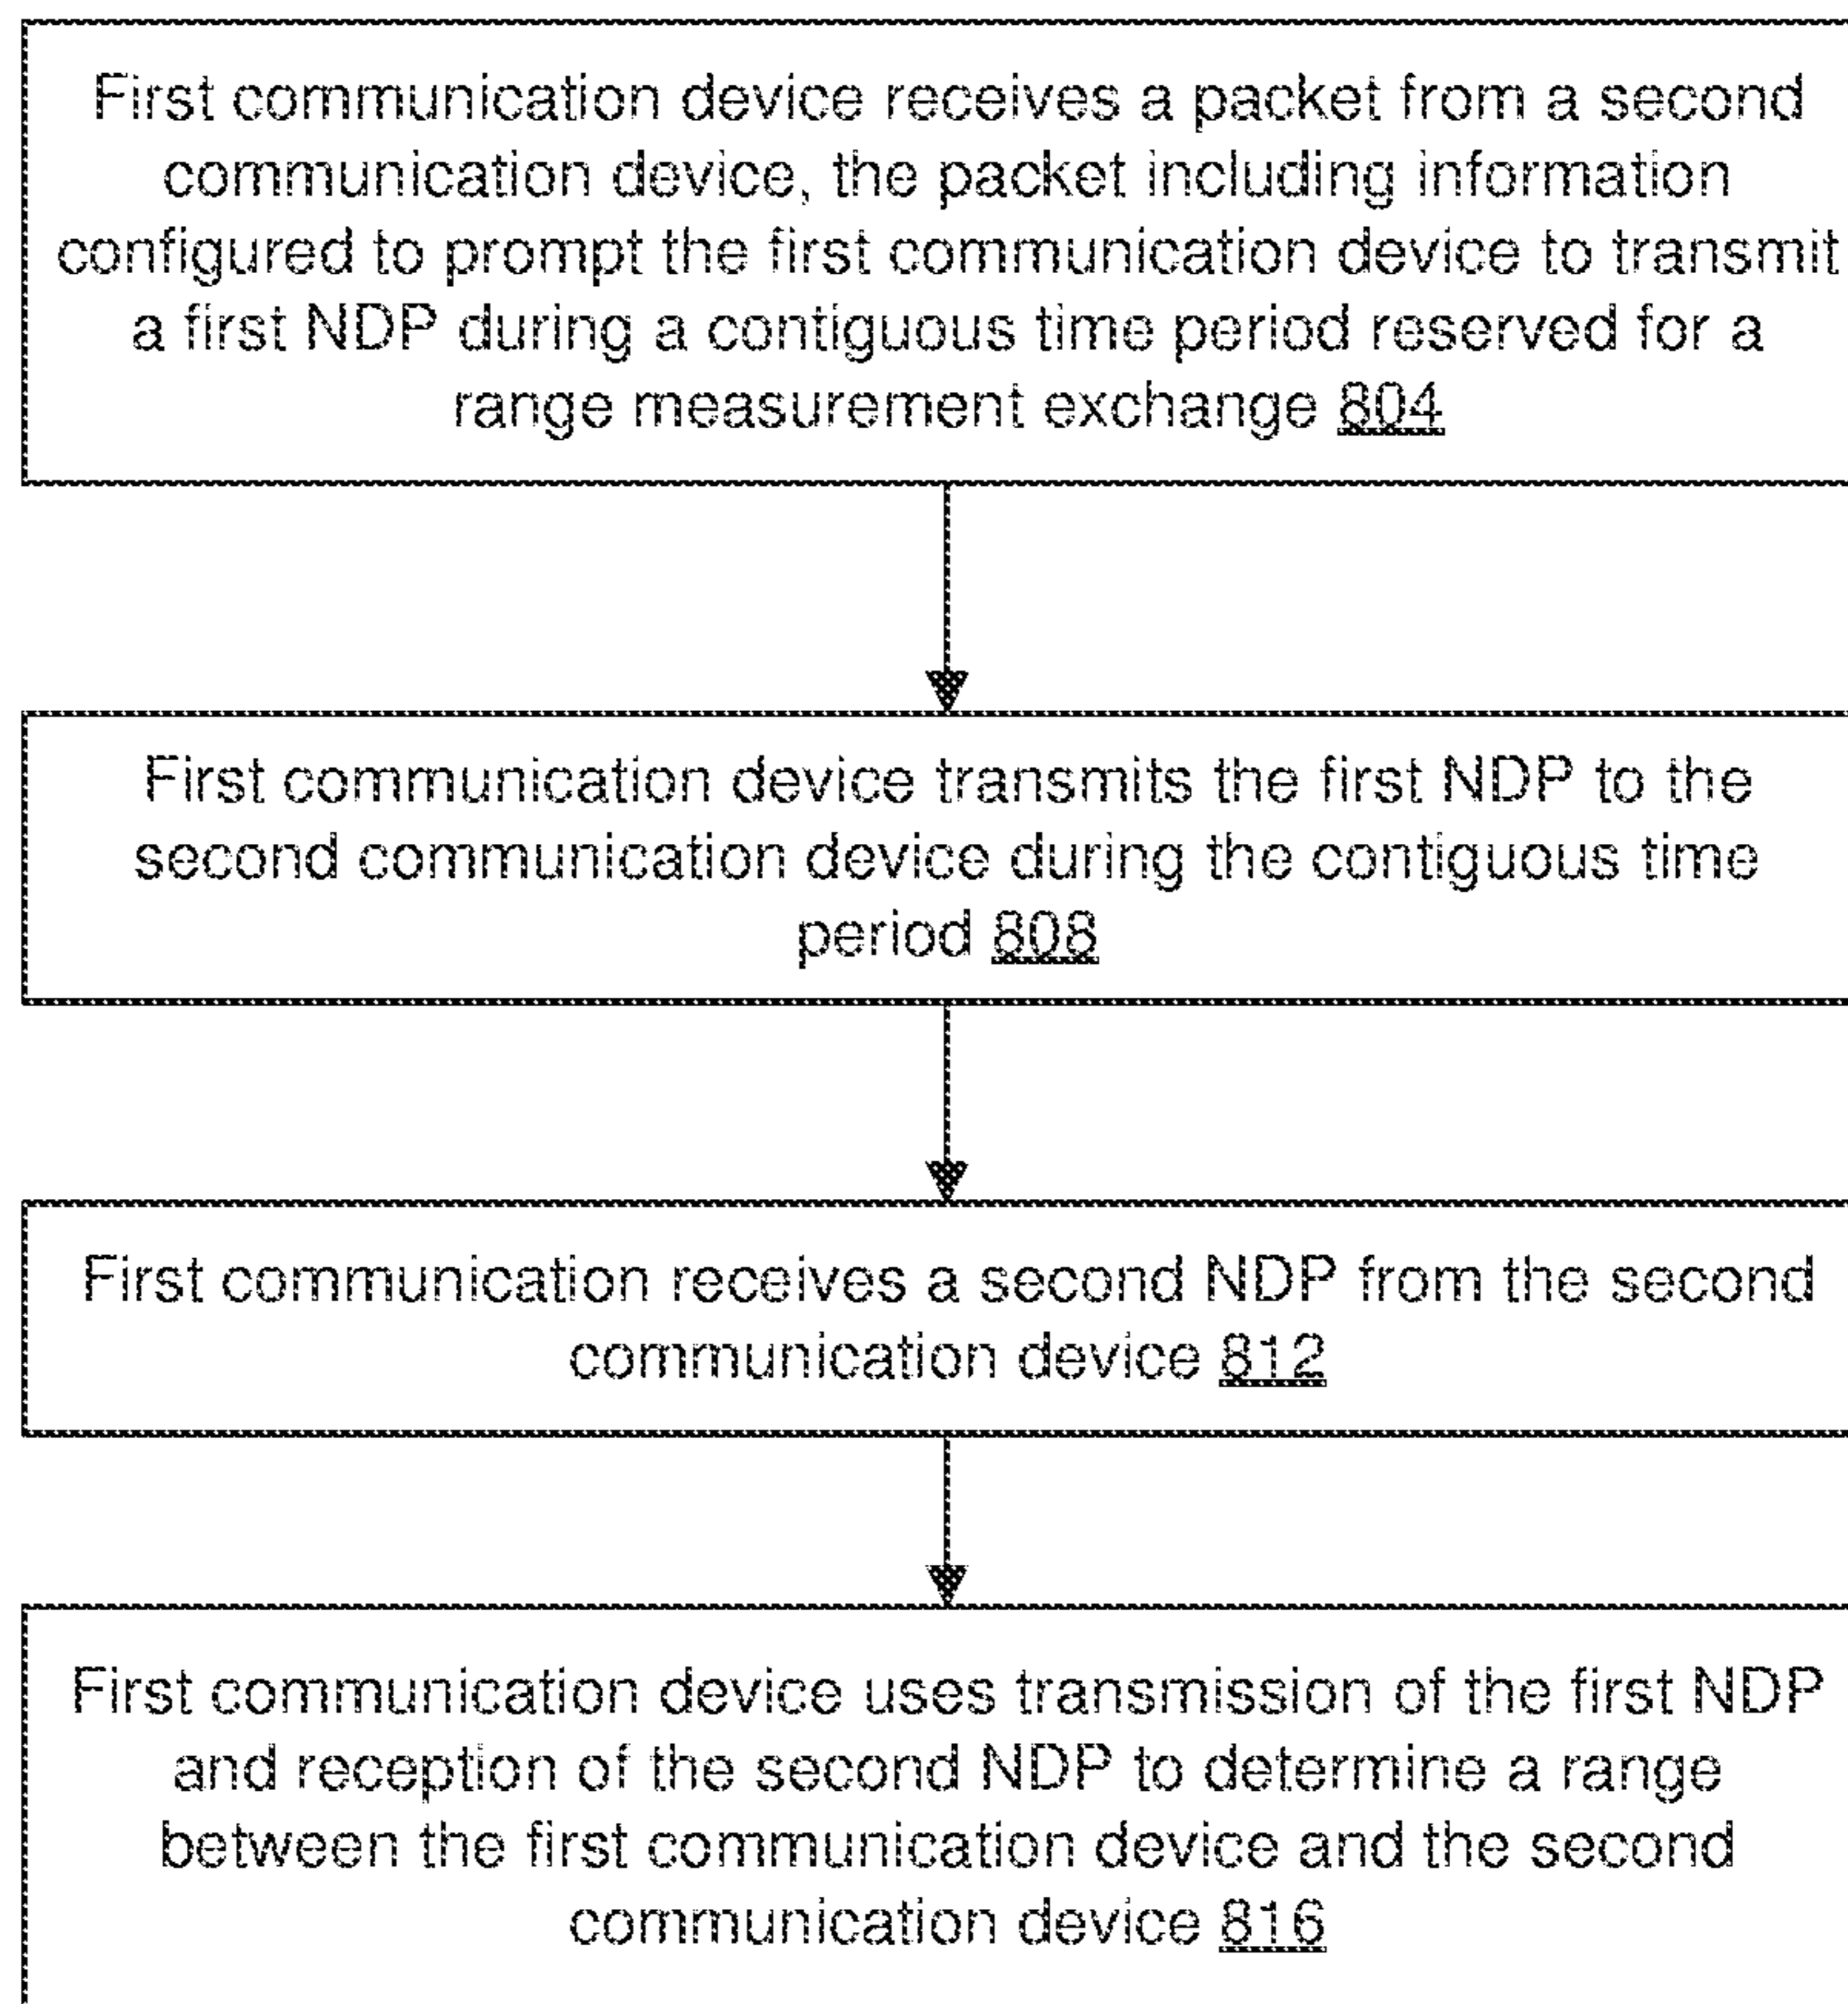 First communication device receives a packet from a second
communication device, the packet including information
configured to prompt the first communication device to transmit
a first NDP during a contiguous time period reserved for a
range measurement exchange 804
First communication device transmits the first NDP to the
second communication device during the contiguous time
period 808
First communication receives a second NDP from the second
communication device 812
First communication device uses transmission of the first NDP
and reception of the second NDP to determine a range
between the first communication device and the second
communication device 816